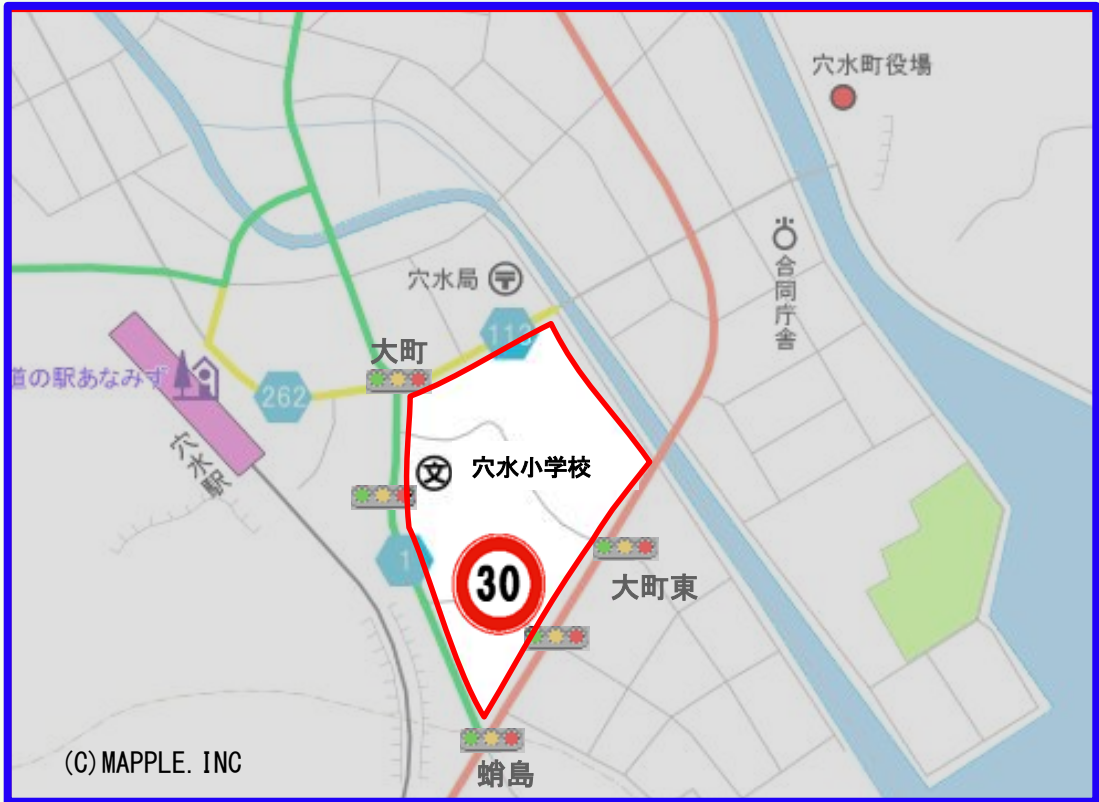 穴水町役場
合同庁舎
穴水局
113
大町
道の駅あなみず
262
穴水駅
文
穴水小学校
1
30
大町東
蛸島
(C)MAPPLE. INC